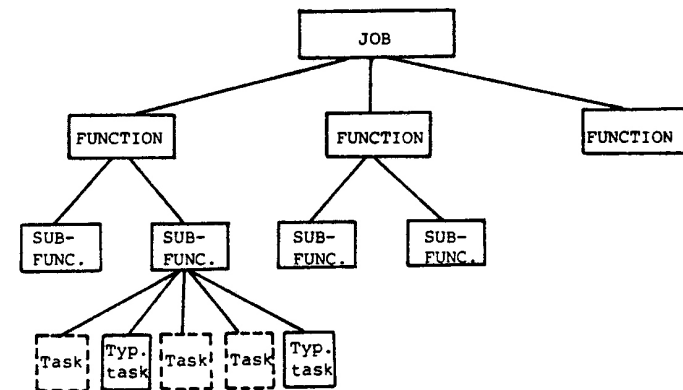 JOB
FUNCTION
FUNCTION
FUNCTION
SUB-
FUNC.
SUB-
FUNC.
SUB-
FUNC.
SUB-
FUNC.
Task
Typ.
task
Task
Task
Typ.
task